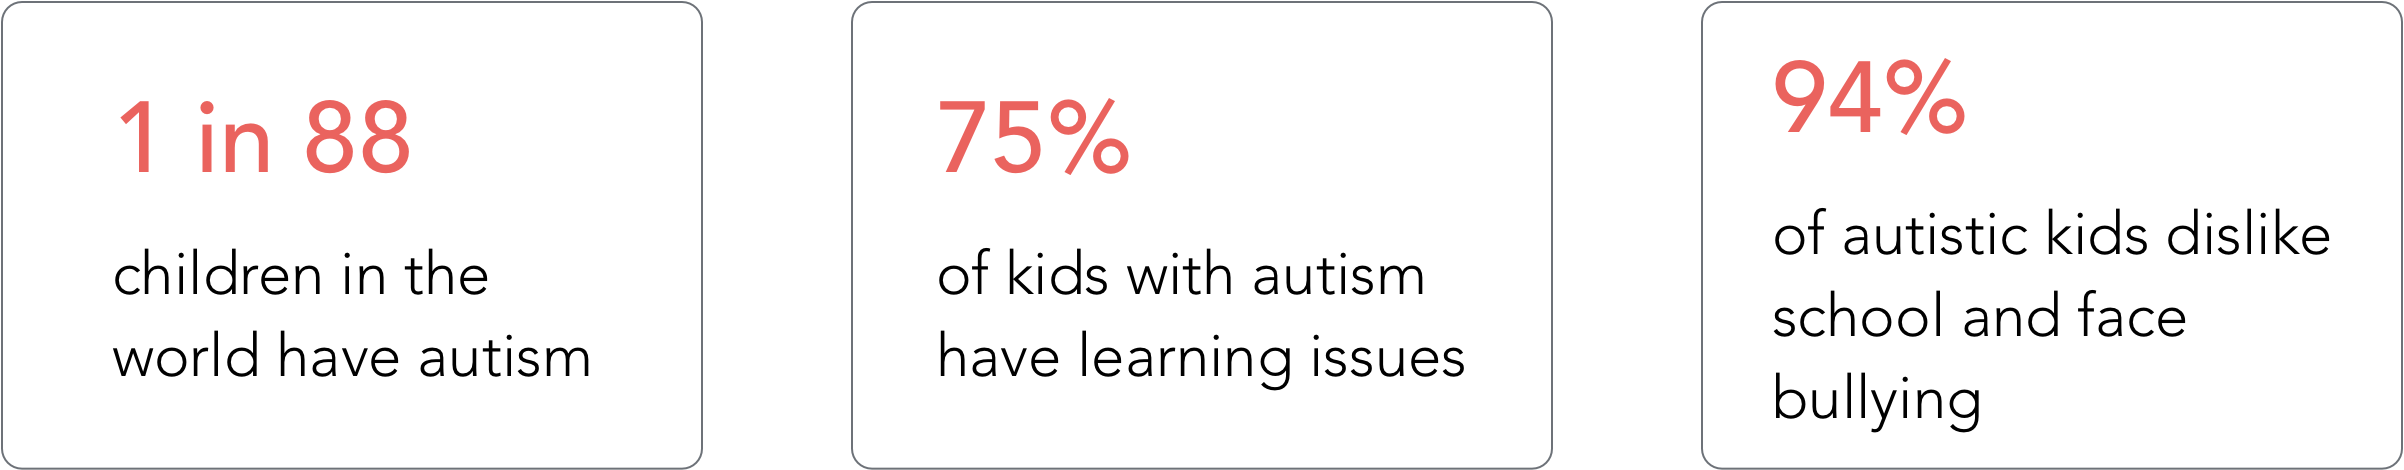 1 in 88
children in the
world have autism
75%
of kids with autism
have learning issues
94%
of autistic kids dislike
school and face
bullying